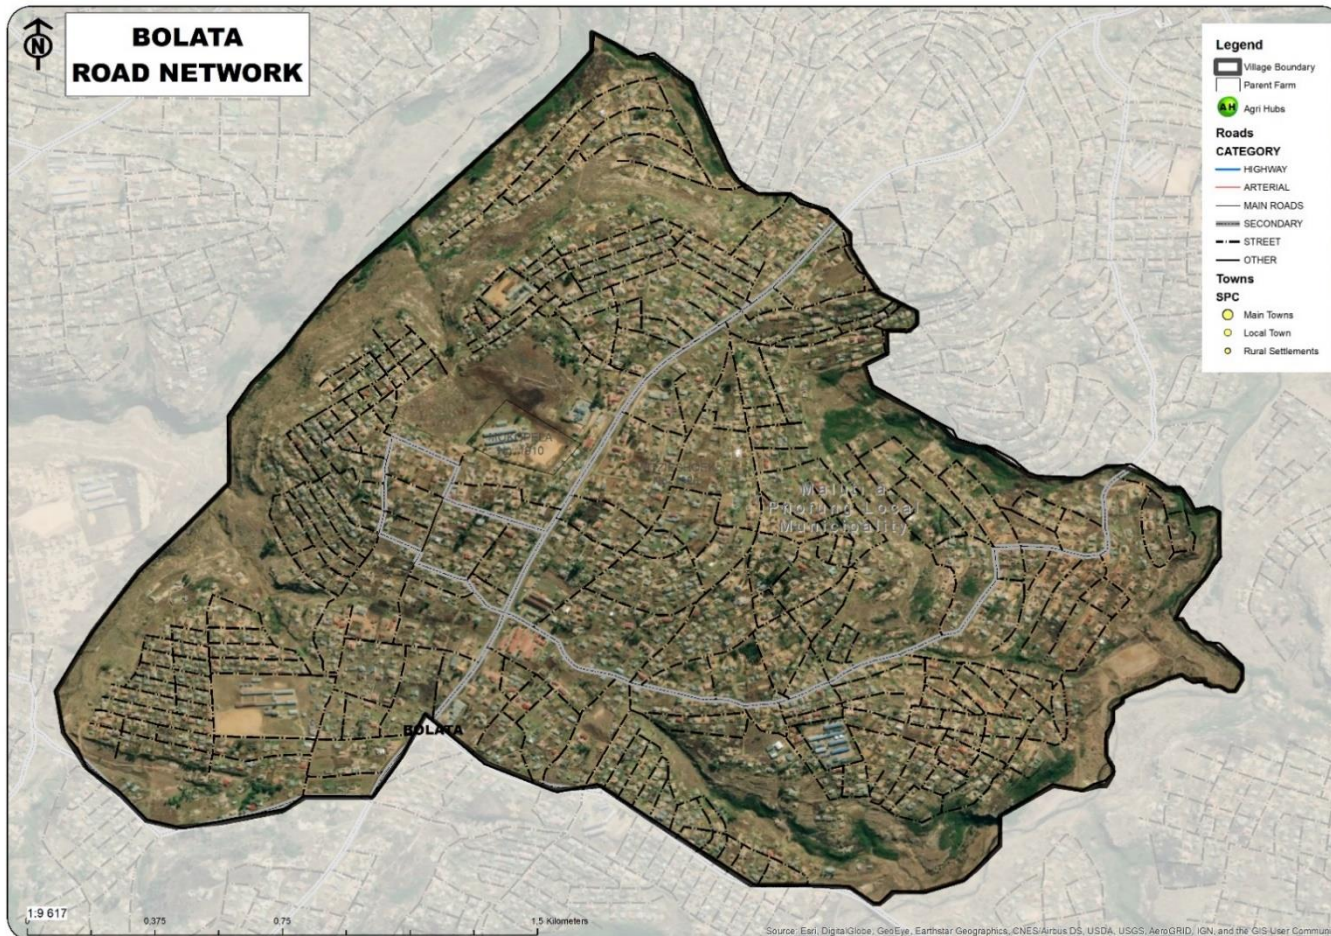 N
BOLATA
ROAD NETWORK
Legend
Village Boundary
Parent Farm
AH Agri Hubs
Roads
CATEGORY
HIGHWAY
ARTERIAL
MAIN ROADS
SECONDARY
STREET
OTHER
Towns
SPC
Main Towns
Local Town
Rural Settlements
1910
Maluti a
Phofung Local
Municipality
BOLATA
1:9 617
0 0.375 0.75 1.5 Kilometers
Source: Esri, DigitalGlobe, GeoEye, Earthstar Geographics, CNES/Airbus DS, USDA, USGS, AeroGRID, IGN, and the GIS User Commun